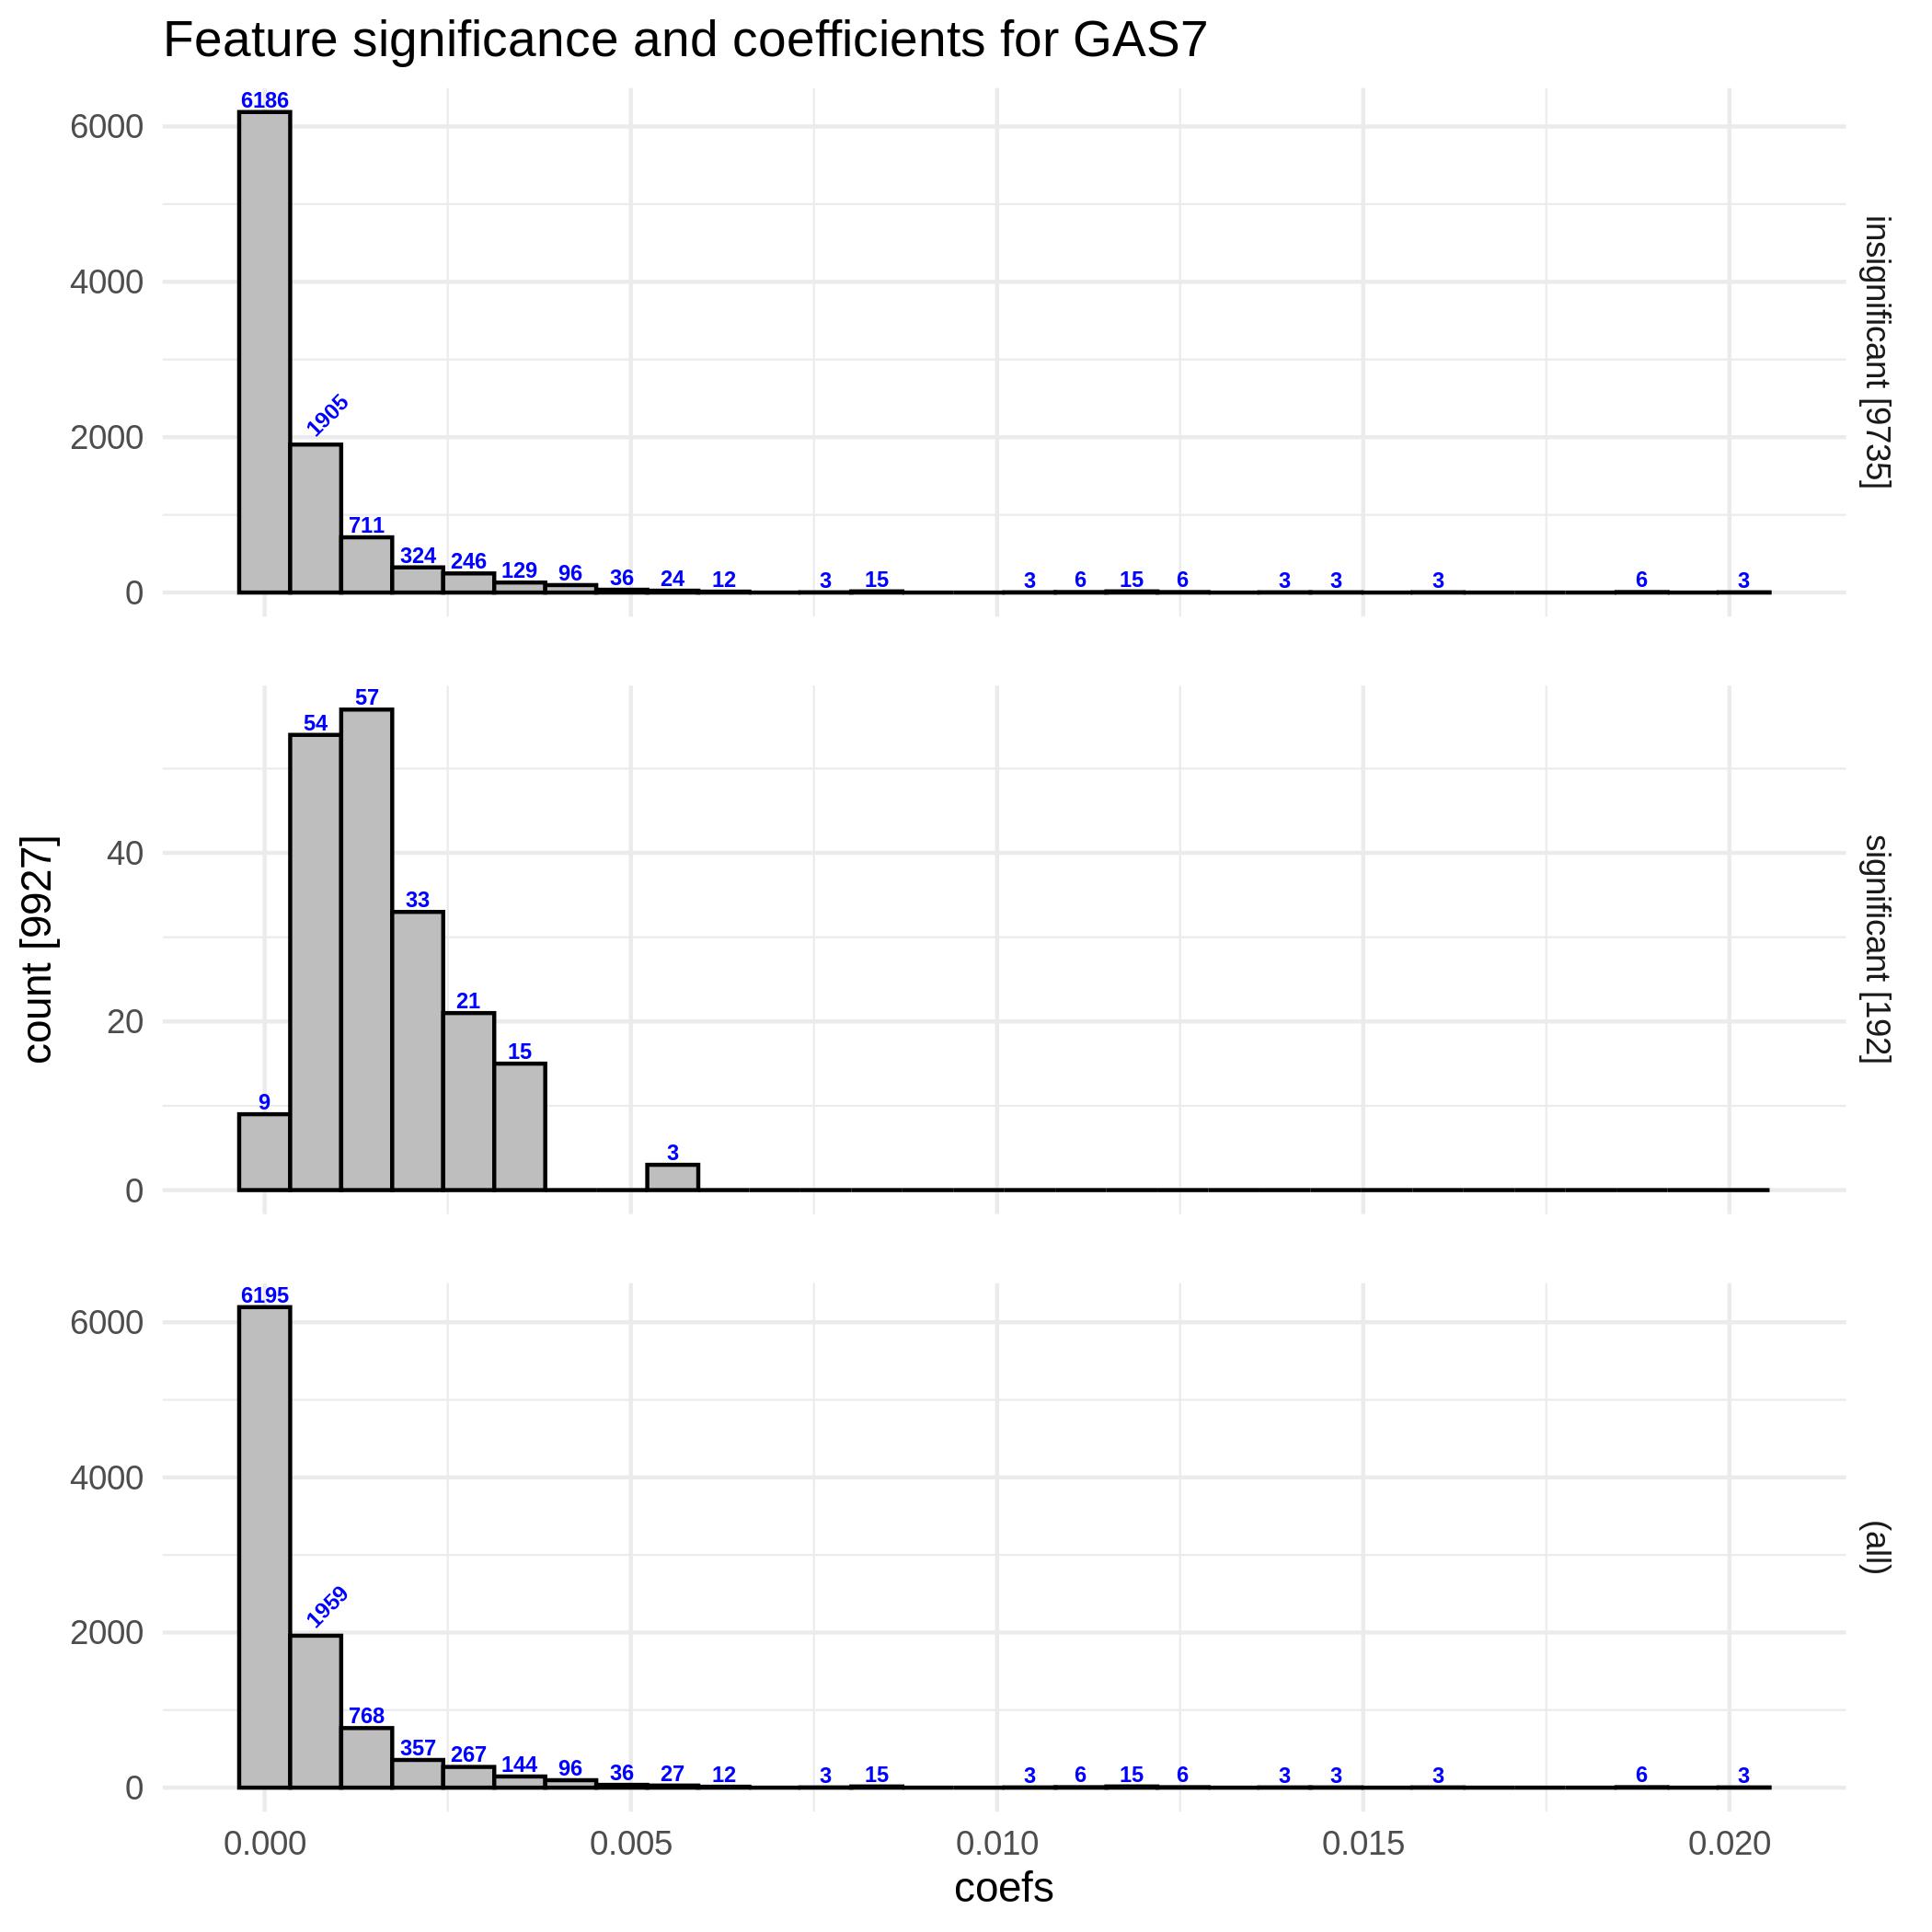 Feature significance and coefficients for GAS7
6186
6000
4000
1905
2000
711
324 246 129 96 36 24 12 3 15 3 6 15 6 3 3 3 6 3
0
insignificant [9735]
57
54
40
33
21
20
15
9
3
0
significant [192]
count [9927]
6195
6000
4000
1959
2000
768
357 267 144 96 36 27 12 3 15 3 6 15 6 3 3 3 6 3
0
(all)
0.000 0.005 0.010 0.015 0.020
coefs